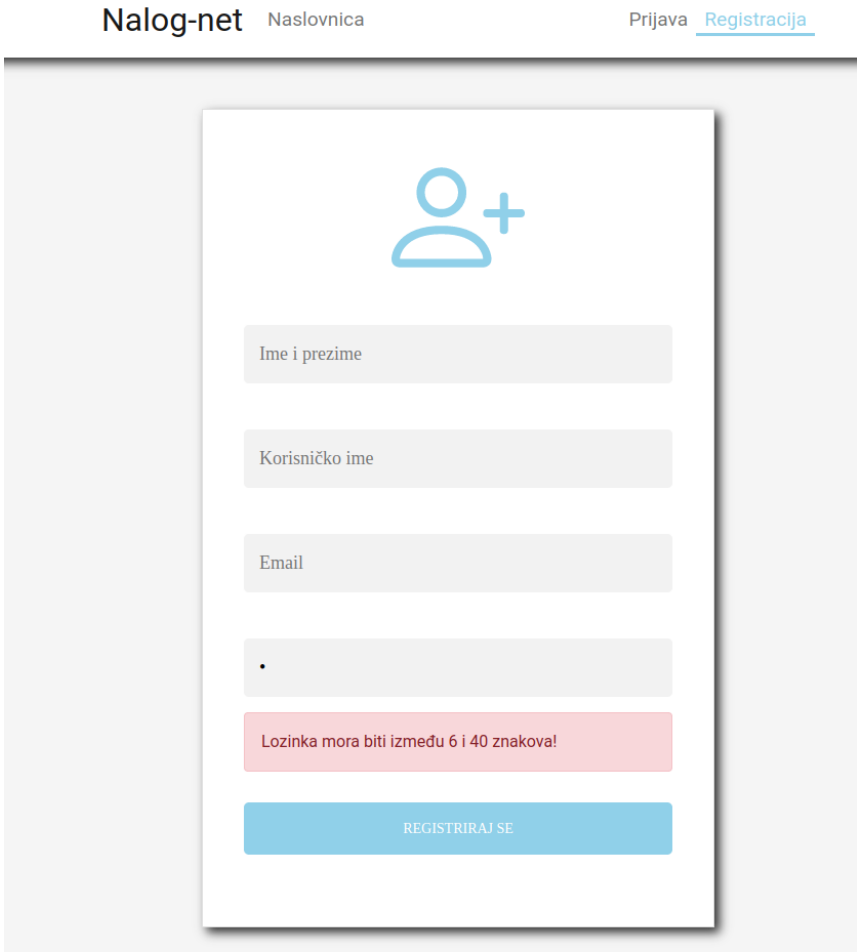 Nalog-net Naslovnica Prijava Registracija
Ime i prezime
Korisničko ime
Email
•
Lozinka mora biti između 6 i 40 znakova!
REGISTRIRAJ SE